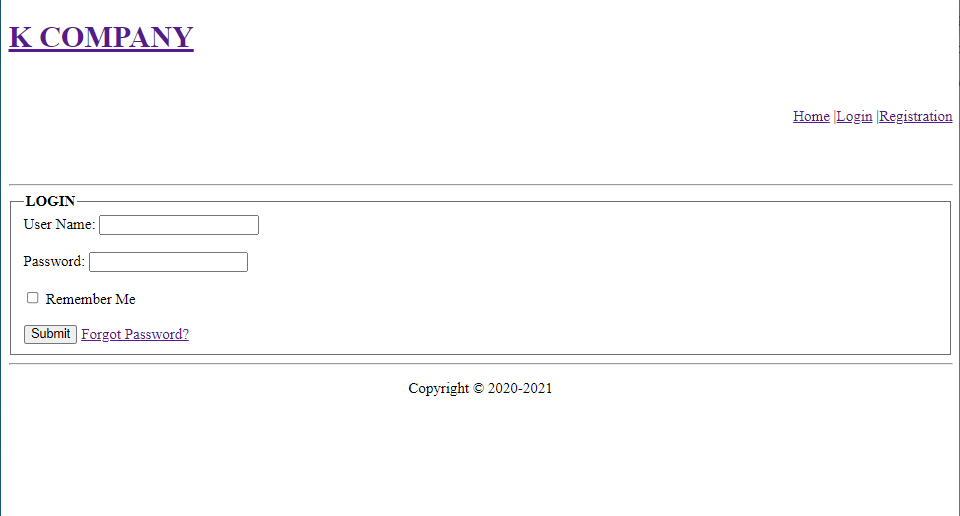 K COMPANY
Home |Login |Registration
LOGIN
User Name:
Password:
Remember Me
Submit Forgot Password?
Copyright © 2020-2021